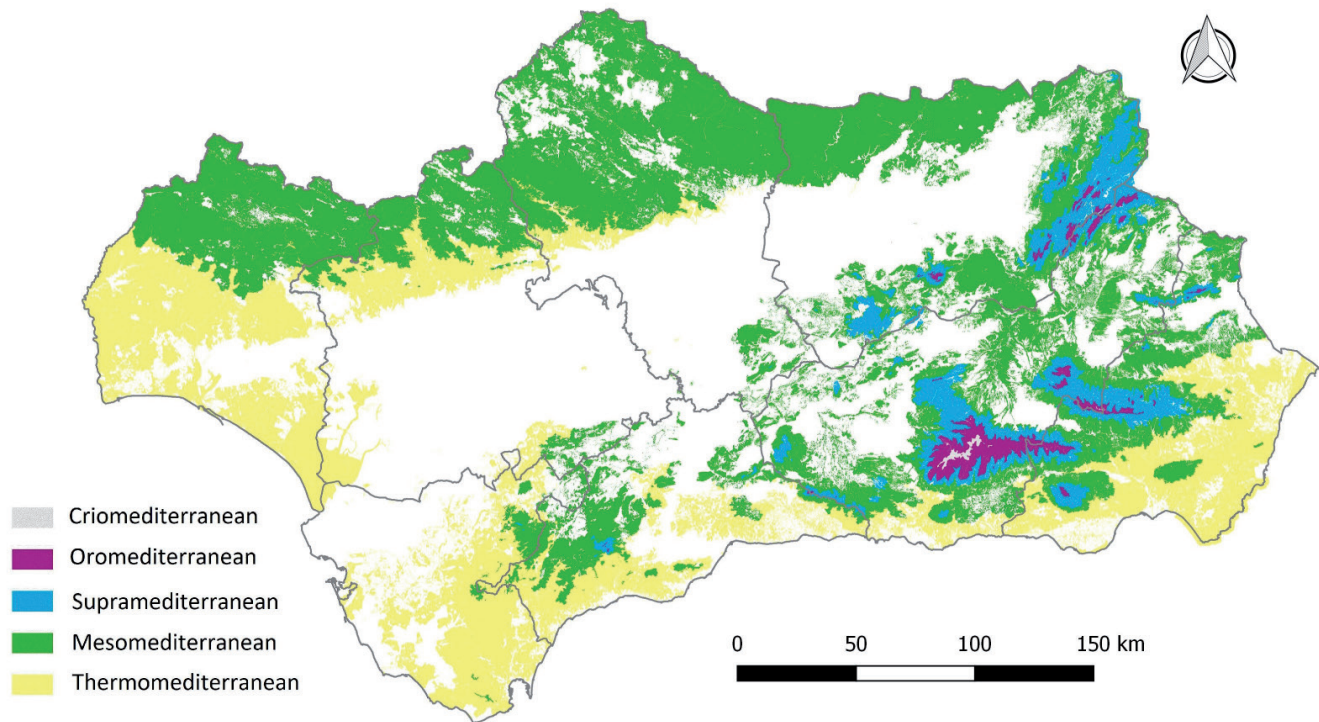 Criomediterranean
Oromediterranean
Supramediterranean
Mesomediterranean
Thermomediterranean
0 50 100 150 km